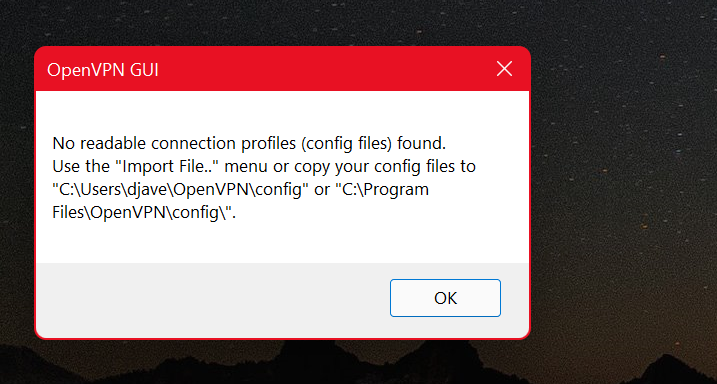 OpenVPN GUI
No readable connection profiles (config files) found.
Use the "Import File.." menu or copy your config files to
"C:\Users\djave\OpenVPN\config" or "C:\Program
Files\OpenVPN\config\".
OK